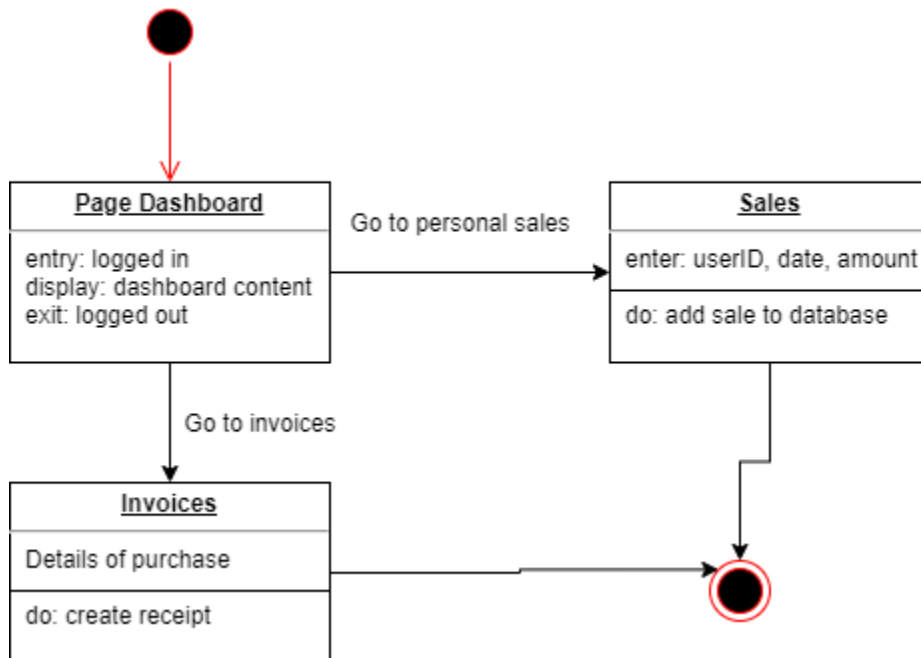 Page Dashboard
entry: logged in
display: dashboard content
exit: logged out
Go to personal sales
Sales
enter: userID, date, amount
do: add sale to database
Go to invoices
Invoices
Details of purchase
do: create receipt